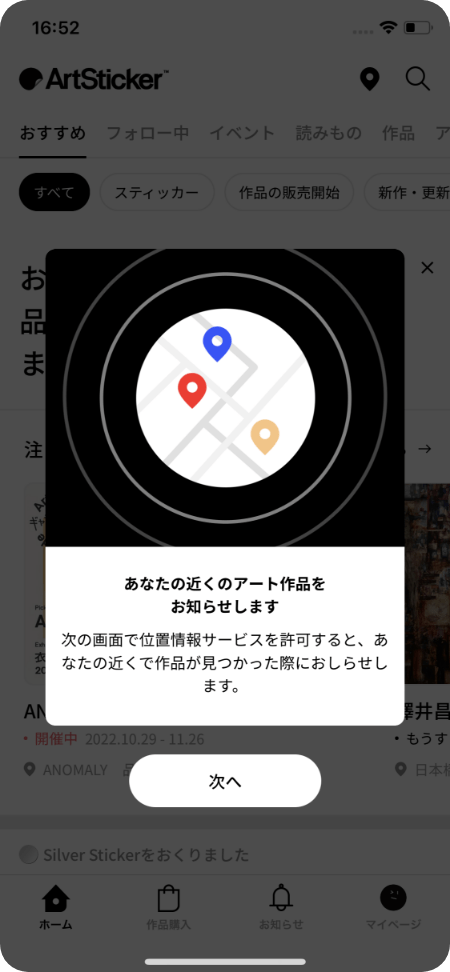 16:52
ArtSticker™
おすすめ フォロー中 イベント 読みもの 作品 ア
すべて スティッカー 作品の販売開始 新作・更新
お
品
ま
注
あなたの近くのアート作品を
お知らせします
次の画面で位置情報サービスを許可すると、あ
なたの近くで作品が見つかった際におしらせし
ます。
AN
澤井昌
・開催中 2022.10.29 - 11.26
・もうす
ANOMALY 品
日本橋
次へ
Silver Stickerをおくりました
ホーム 作品購入 お知らせ マイページ